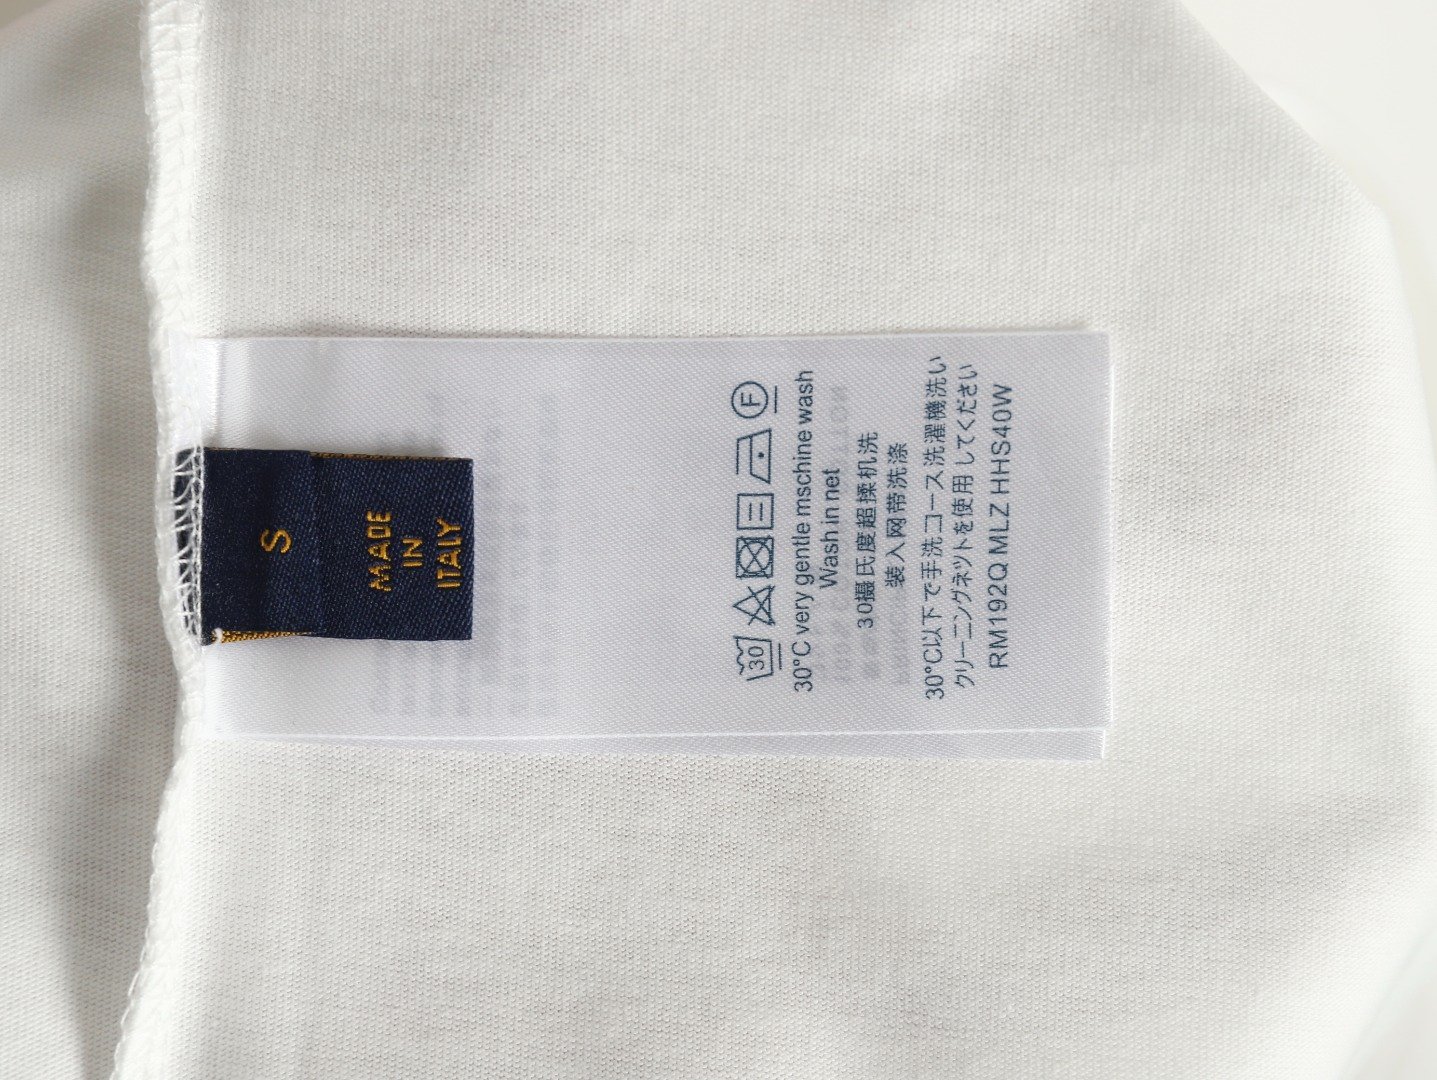 S
MADE
IN
ITALY
30
F
30°C very gentle mschine wash
Wash in net
30摄氏度超揉机洗
装入网带洗涤
30°C以下で手洗コース洗濯機洗い
クリーニングネットを使用してください
RM192Q MLZ HHS40W